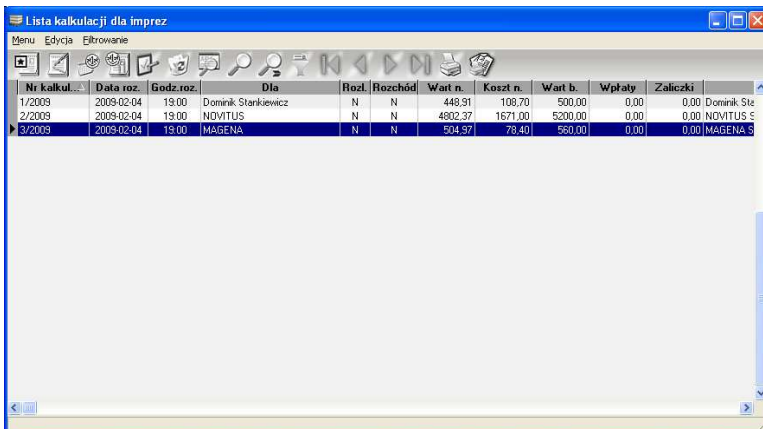 Lista kalkulacji dla imprez
Menu Edycja Filtrowanie
Nr kalkul... Data roz. Godz.roz. Dla Rozl. Rozchód Wart n. Koszt n. Wart b. Wpłaty Zaliczki
1/2009 2009-02-04 19:00 Dominik Stankiewicz N N 448,91 108,70 500,00 0,00 0,00 Dominik Sta
2/2009 2009-02-04 19:00 NOVITUS N N 4802,37 1671,00 5200,00 0,00 0,00 NOVITUS S
3/2009 2009-02-04 19:00 MAGENA N N 504,97 78,40 560,00 0,00 0,00 MAGENA S